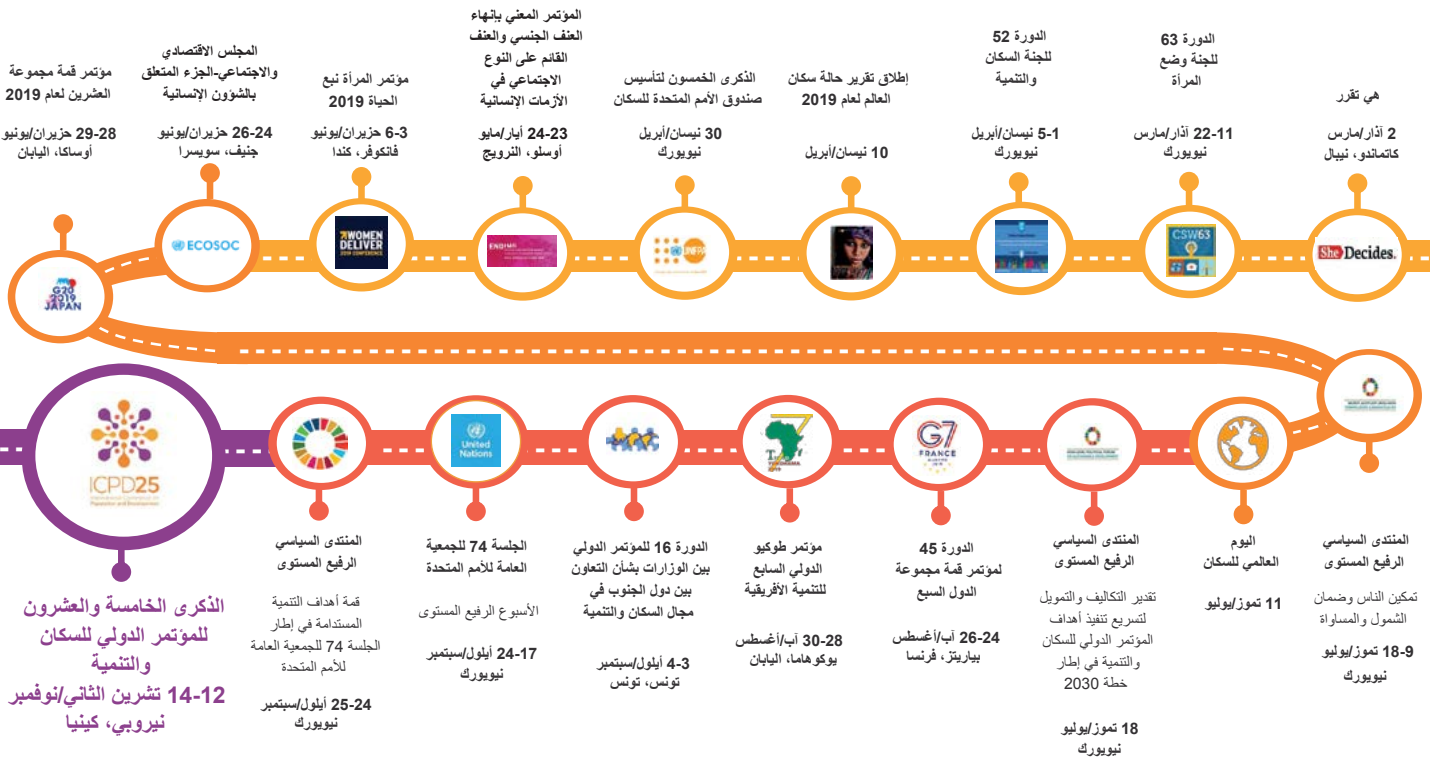 هي تقرر
2 آذار/مارس
كاتماندو، نيبال
الدورة 63
للجنة وضع
المرأة
11-22 آذار/مارس
نيويورك
الدورة 52
للجنة السكان
والتنمية
1-5 نيسان/أبريل
نيويورك
إطلاق تقرير حالة سكان
العالم لعام 2019
10 نيسان/أبريل
الذكرى الخمسون لتأسيس
صندوق الأمم المتحدة للسكان
30 نيسان/أبريل
نيويورك
المؤتمر المعني بإنهاء
العنف الجنسي والعنف
القائم على النوع
الاجتماعي في
الأزمات الإنسانية
23-24 أيار/مايو
أوسلو، النرويج
مؤتمر المرأة نبع
الحياة 2019
3-6 حزيران/يونيو
فانكوفر، كندا
المجلس الاقتصادي
والاجتماعي-الجزء المتعلق
بالشؤون الإنسانية
24-26 حزيران/يونيو
جنيف، سويسرا
مؤتمر قمة مجموعة
العشرين لعام 2019
28-29 حزيران/يونيو
أوساكا، اليابان
She Decides.
CSW63
UNFPA
WOMEN
DELIVER
2019 CONFERENCE
ECOSOC
G20
2019
JAPAN
المنتدى السياسي
الرفيع المستوى
تمكين الناس وضمان
الشمول والمساواة
9-18 تموز/يوليو
نيويورك
اليوم
العالمي للسكان
11 تموز/يوليو
المنتدى السياسي
الرفيع المستوى
تقدير التكاليف والتمويل
لتسريع تنفيذ أهداف
المؤتمر الدولي للسكان
والتنمية في إطار
خطة 2030
18 تموز/يوليو
نيويورك
G7
FRANCE
الدورة 45
لمؤتمر قمة مجموعة
الدول السبع
24-26 آب/أغسطس
بياريتز، فرنسا
مؤتمر طوكيو
الدولي السابع
للتنمية الأفريقية
28-30 آب/أغسطس
يوكوهاما، اليابان
الدورة 16 للمؤتمر الدولي
بين الوزارات بشأن التعاون
بين دول الجنوب في
مجال السكان والتنمية
3-4 أيلول/سبتمبر
تونس، تونس
United
Nations
الجلسة 74 للجمعية
العامة للأمم المتحدة
الأسبوع الرفيع المستوى
17-24 أيلول/سبتمبر
نيويورك
المنتدى السياسي
الرفيع المستوى
قمة أهداف التنمية
المستدامة في إطار
الجلسة 74 للجمعية العامة
للأمم المتحدة
24-25 أيلول/سبتمبر
نيويورك
ICPD25
International Conference on
Population and Development
الذكرى الخامسة والعشرون
للمؤتمر الدولي للسكان
والتنمية
12-14 تشرين الثاني/نوفمبر
نيروبي، كينيا